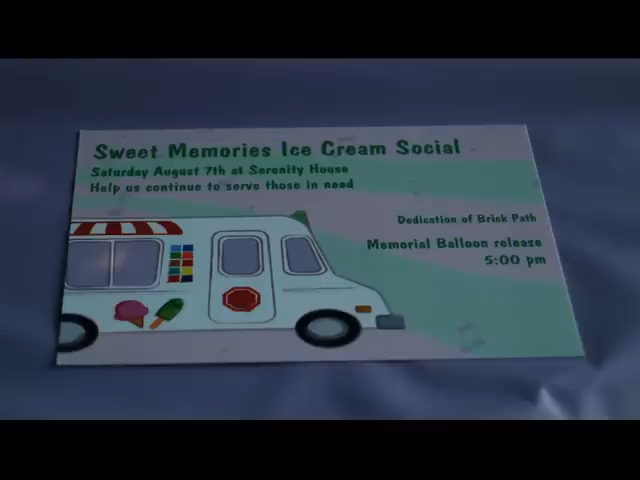 Sweet Memories Ice Cream Social
Saturday August 7th at Serenity House
Help us continue to serve those in need
Dedication of Brick Path
Memorial Balloon release
5:00 pm